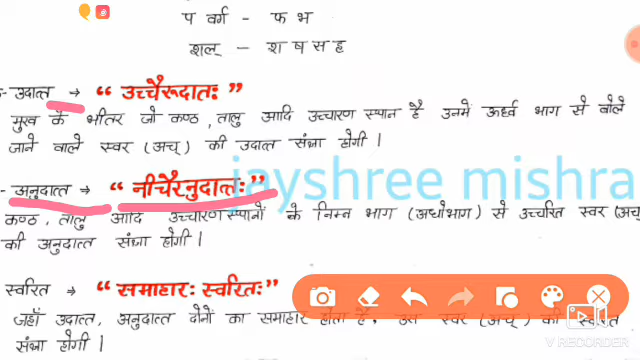 प वर्ग - फ भ
शल् - श ष स ह
- उदात्त → “ उच्चैरूदातः ”
मुख के भीतर जो कण्ठ , तालु आदि उच्चारण स्थान है उनमें ऊर्ध्व भाग से बोले
जाने वाले स्वर (अच्) की उदात्त संज्ञा होगी |
- अनुदात्त → “ नीचैरनुदात्तः ”
jayshree mishra
कण्ठ , तालु आदि उच्चारण स्थानों के निम्न भाग (अधोभाग) से उच्चरित स्वर (अच्
की अनुदात्त संज्ञा होगी |
स्वरित → “ समाहारः स्वरितः ”
जहाँ उदात्त , अनुदात्त दोनों का समाहार होता है . उस स्वर (अच्) की स्वरित
संज्ञा होगी |
V RECORDER